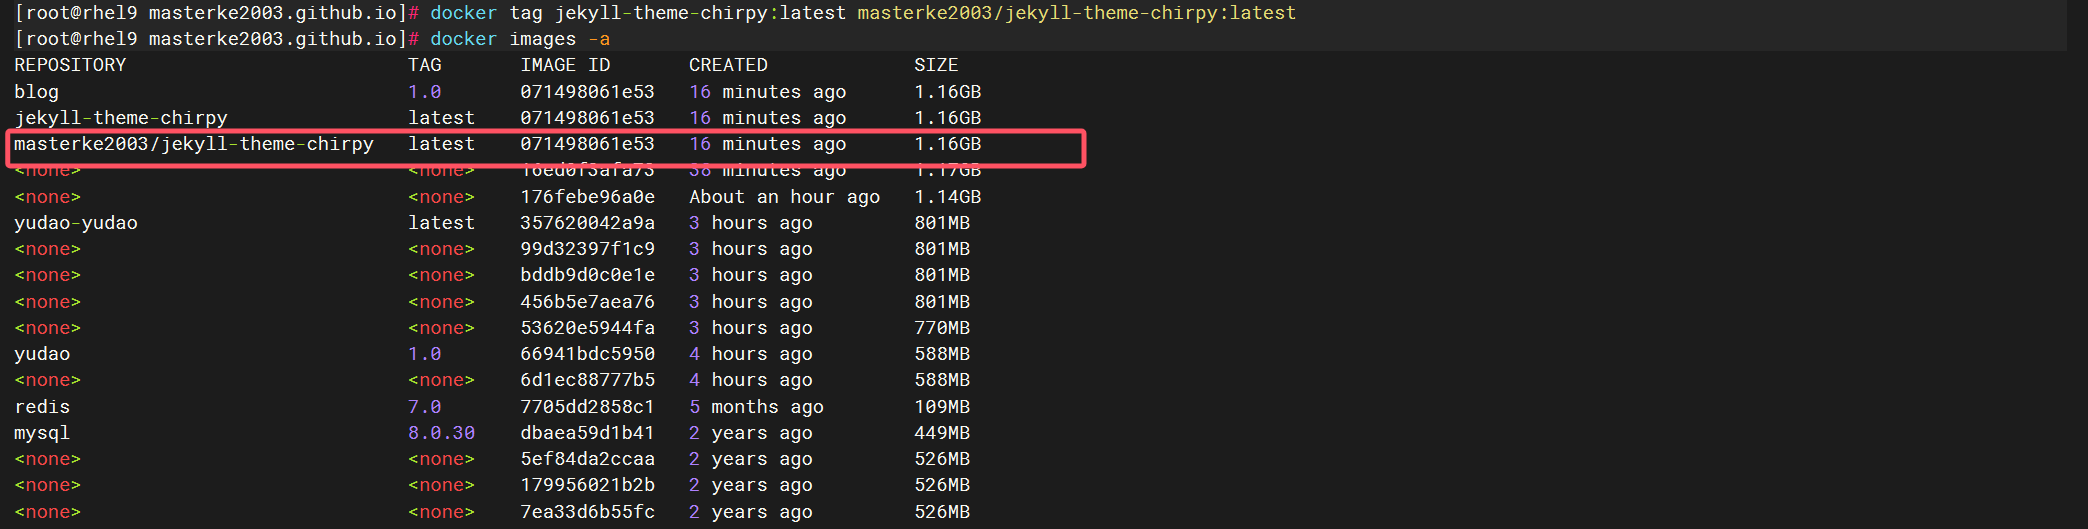 [root@rhel9 masterke2003.github.io]# docker tag jekyll-theme-chirpy:latest masterke2003/jekyll-theme-chirpy:latest
[root@rhel9 masterke2003.github.io]# docker images -a
REPOSITORY TAG IMAGE ID CREATED SIZE
blog 1.0 071498061e53 16 minutes ago 1.16GB
jekyll-theme-chirpy latest 071498061e53 16 minutes ago 1.16GB
masterke2003/jekyll-theme-chirpy latest 071498061e53 16 minutes ago 1.16GB
<none> <none> 16ed0f3afa73 38 minutes ago 1.17GB
<none> <none> 176febe96a0e About an hour ago 1.14GB
yudao-yudao latest 357620042a9a 3 hours ago 801MB
<none> <none> 99d32397f1c9 3 hours ago 801MB
<none> <none> bddb9d0c0e1e 3 hours ago 801MB
<none> <none> 456b5e7aea76 3 hours ago 801MB
<none> <none> 53620e5944fa 3 hours ago 770MB
yudao 1.0 66941bdc5950 4 hours ago 588MB
<none> <none> 6d1ec88777b5 4 hours ago 588MB
redis 7.0 7705dd2858c1 5 months ago 109MB
mysql 8.0.30 dbaea59d1b41 2 years ago 449MB
<none> <none> 5ef84da2ccaa 2 years ago 526MB
<none> <none> 179956021b2b 2 years ago 526MB
<none> <none> 7ea33d6b55fc 2 years ago 526MB